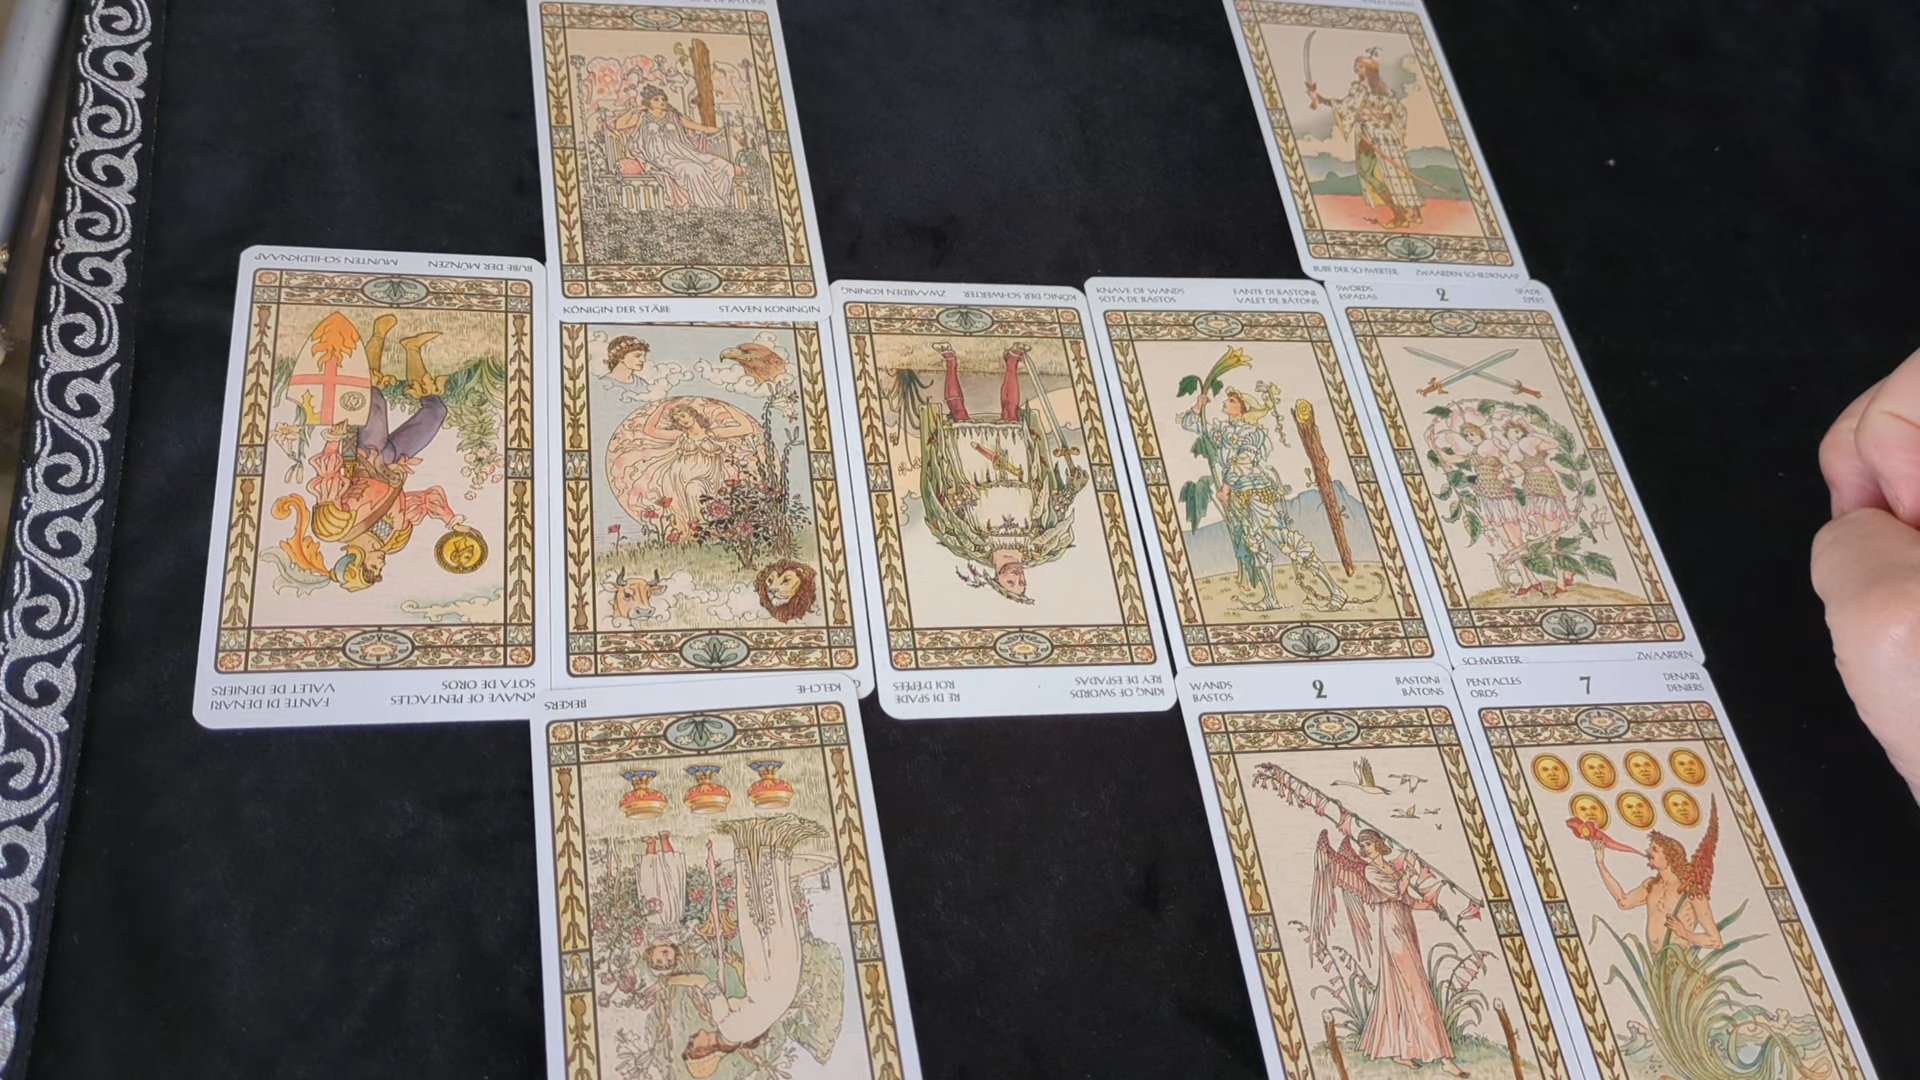 KÖNIGIN DER STÄBE
STAVEN KONINGIN
BUBE DER SCHWERTER
ZWAARDEN SCHILDKNAAP
BUBE DER MÜNZEN
MUNTEN SCHILDKNAAP
KNAVE OF PENTACLES
SOTA DE OROS
FANTE DI DENARI
VALET DE DENIERS
KÖNIG DER SCHWERTER
ZWAARDEN KONING
KING OF SWORDS
REY DE ESPADAS
RE DI SPADE
ROI D'ÉPÉES
KNAVE OF WANDS
SOTA DE BASTOS
FANTE DI BASTONI
VALET DE BÂTONS
SWORDS
ESPADAS
2
SPADE
ÉPÉES
SCHWERTER
ZWAARDEN
KELCHE
BEKERS
WANDS
BASTOS
2
BASTONI
BÂTONS
PENTACLES
OROS
7
DENARI
DENIERS